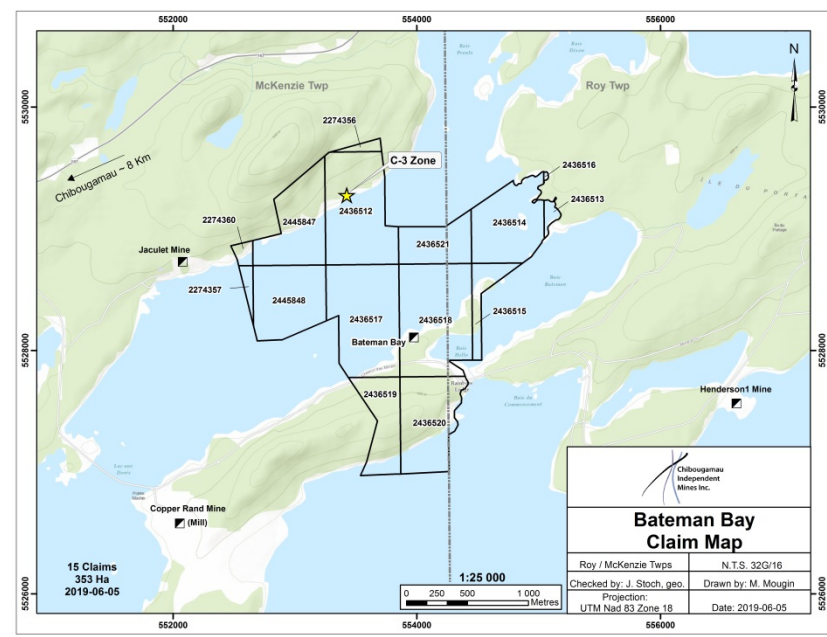 552000
554000
556000
5530000
5530000
McKenzie Twp
Roy Twp
N
2274356
C-3 Zone
Chibougamau ~ 8 Km
2436516
2436513
2436512
2274360
2445847
2436514
2436521
Jaculet Mine
2274357
2445848
2436515
2436517
2436518
5528000
5528000
Bateman Bay
Henderson1 Mine
2436519
2436520
Copper Rand Mine
(Mill)
Chibougamau
Independent
Mines Inc.
Bateman Bay
Claim Map
Roy / McKenzie Twps
N.T.S. 32G/16
Checked by: J. Stoch, geo.
Drawn by: M. Mougin
Projection:
UTM Nad 83 Zone 18
Date: 2019-06-05
15 Claims
353 Ha
2019-06-05
1:25 000
0 250 500 1 000
Metres
5526000
5526000
552000
554000
556000